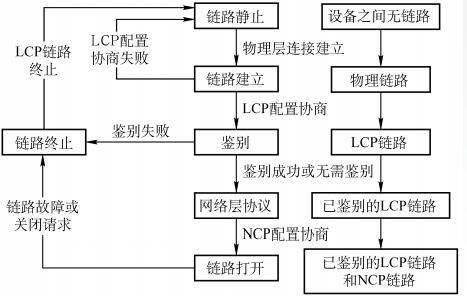 链路静止
设备之间无链路
LCP配置
协商失败
LCP链路
终止
物理层连接建立
链路建立
物理链路
LCP配置协商
鉴别失败
链路终止
鉴别
LCP链路
鉴别成功或无需鉴别
链路故障或
关闭请求
网络层协议
已鉴别的LCP链路
NCP配置协商
链路打开
已鉴别的LCP链路
和NCP链路